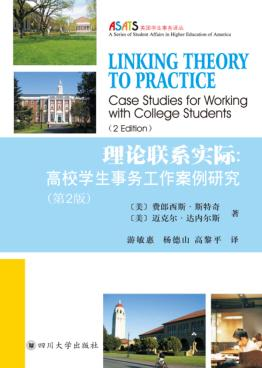 ASATS 美国学生事务译丛
A Series of Student Affairs in Higher Education of America
LINKING THEORY
TO PRACTICE
Case Studies for Working
with College Students
(2 Edition)
理论联系实际:
高校学生事务工作案例研究
(第2版)
〔美〕费郎西斯·斯特奇
〔美〕迈克尔·达内尔斯 著
游敏惠 杨德山 高黎平 译
四川大学出版社